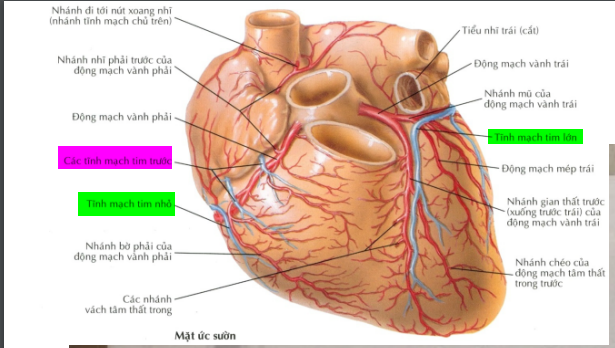 Nhánh đi tới nút xoang nhĩ
(nhánh tĩnh mạch chủ trên)
Nhánh nhĩ phải trước của
động mạch vành phải
Động mạch vành phải
Các tĩnh mạch tim trước
Tĩnh mạch tim nhỏ
Nhánh bờ phải của
động mạch vành phải
Các nhánh
vách tâm thất trong
Mặt ức sườn
Tiểu nhĩ trái (cắt)
Động mạch vành trái
Nhánh mũ của
động mạch vành trái
Tĩnh mạch tim lớn
Động mạch mép trái
Nhánh gian thất trước
(xuống trước trái) của
động mạch vành trái
Nhánh chéo của
động mạch tâm thất
trong trước